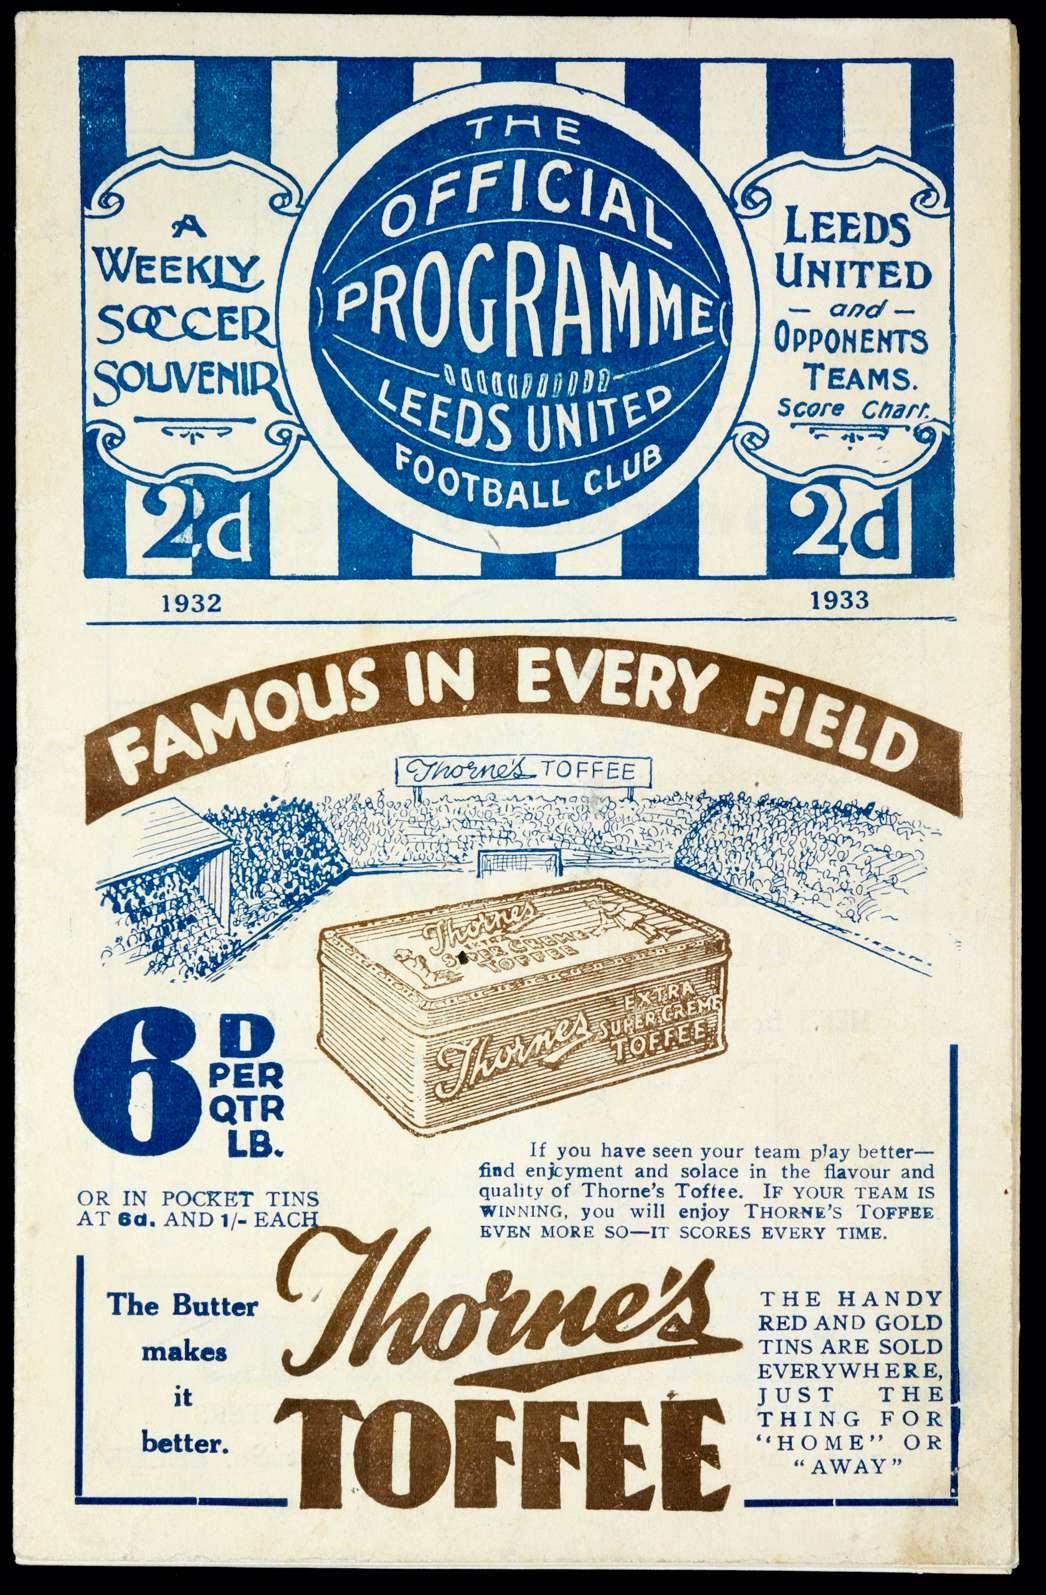 THE
OFFICIAL
PROGRAMME
LEEDS UNITED
FOOTBALL CLUB
A
WEEKLY
SOCCER
SOUVENIR
2d
LEEDS
UNITED
— and —
OPPONENTS
TEAMS.
Score Chart.
2d
1932
1933
FAMOUS IN EVERY FIELD
Thorne's TOFFEE
Thorne's
EXTRA
SUPER CREME
TOFFEE
Thorne's
EXTRA
SUPER CREME
TOFFEE
6D
PER
QTR
LB.
OR IN POCKET TINS
AT 6d. AND 1/- EACH
If you have seen your team play better—
find enjoyment and solace in the flavour and
quality of Thorne's Toffee. IF YOUR TEAM IS
WINNING, you will enjoy THORNE'S TOFFEE
EVEN MORE SO—IT SCORES EVERY TIME.
The Butter
makes
it
better.
Thorne's
TOFFEE
THE HANDY
RED AND GOLD
TINS ARE SOLD
EVERYWHERE,
JUST THE
THING FOR
"HOME" OR
"AWAY"